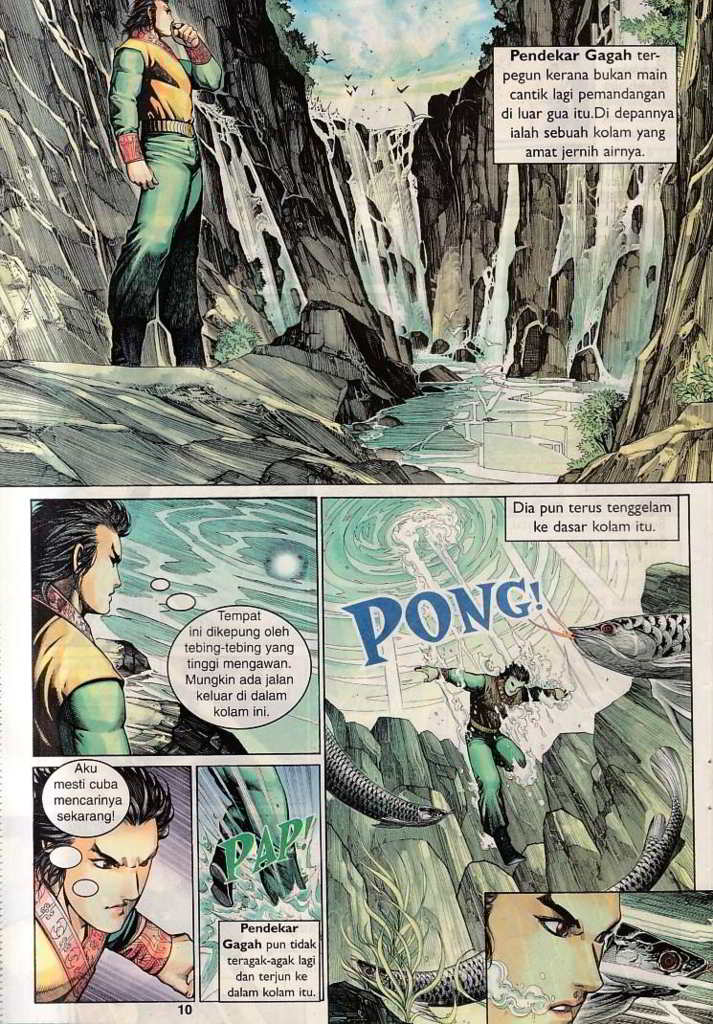 Pendekar Gagah ter-
pegun kerana bukan main
cantik lagi pemandangan
di luar gua itu.Di depannya
ialah sebuah kolam yang
amat jernih airnya.
Tempat
ini dikepung oleh
tebing-tebing yang
tinggi mengawan.
Mungkin ada jalan
keluar di dalam
kolam ini.
Aku
mesti cuba
mencarinya
sekarang!
PAP!
Pendekar
Gagah pun tidak
teragak-agak lagi
dan terjun ke
dalam kolam itu.
Dia pun terus tenggelam
ke dasar kolam itu.
PONG!
10